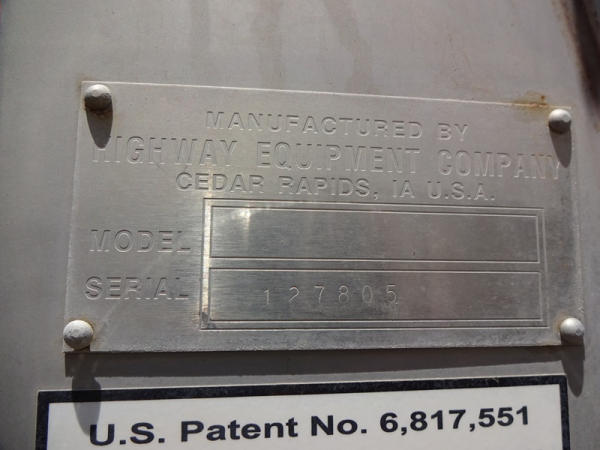 MANUFACTURED BY
HIGHWAY EQUIPMENT COMPANY
CEDAR RAPIDS, IA U.S.A.
MODEL
SERIAL 127805
U.S. Patent No. 6,817,551